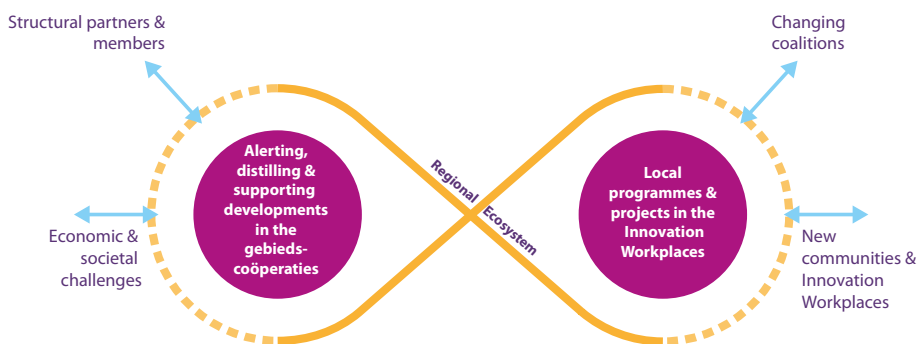 Structural partners &
members
Economic &
societal
challenges
Alerting,
distilling &
supporting
developments
in the
gebieds-
coöperaties
Regional Ecosystem
Local
programmes &
projects in the
Innovation
Workplaces
Changing
coalitions
New
communities &
Innovation
Workplaces